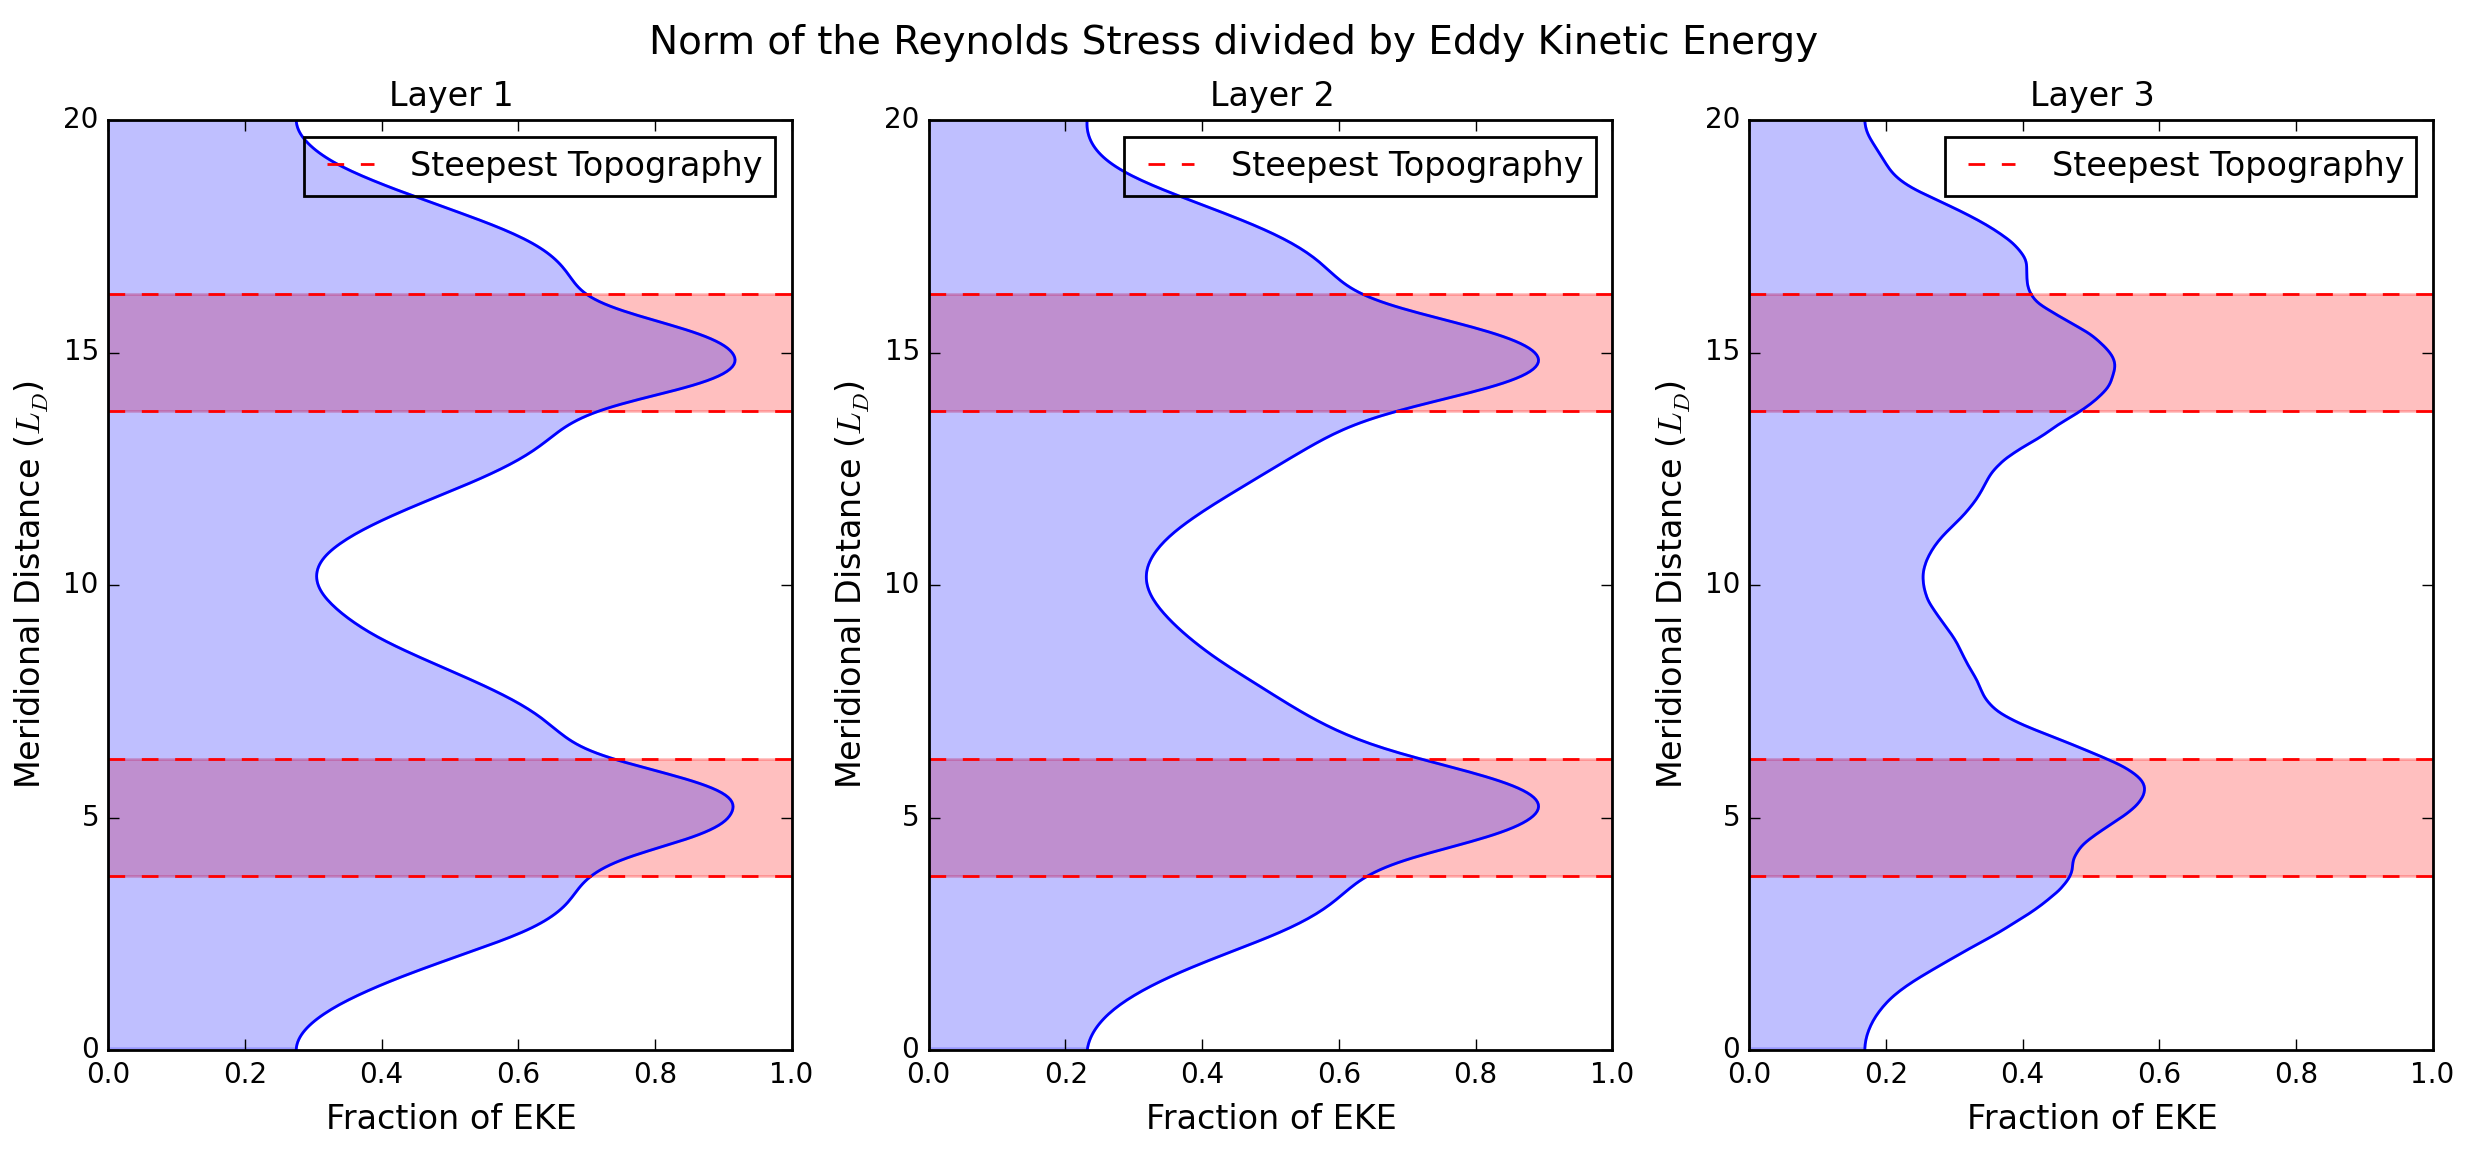 Norm of the Reynolds Stress divided by Eddy Kinetic Energy
Layer 1
Steepest Topography
20
15
10
5
0
0.0 0.2 0.4 0.6 0.8 1.0
Meridional Distance (L_D)
Fraction of EKE
Layer 2
Steepest Topography
20
15
10
5
0
0.0 0.2 0.4 0.6 0.8 1.0
Meridional Distance (L_D)
Fraction of EKE
Layer 3
Steepest Topography
20
15
10
5
0
0.0 0.2 0.4 0.6 0.8 1.0
Meridional Distance (L_D)
Fraction of EKE